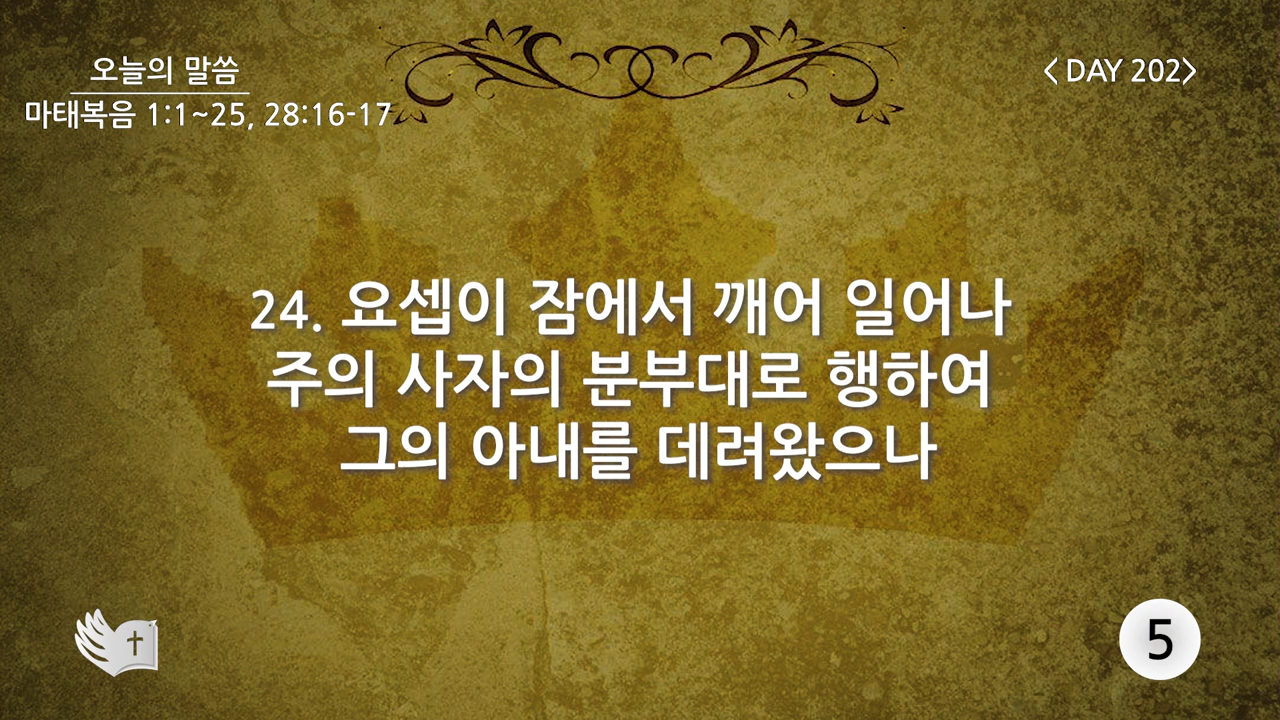 오늘의 말씀
마태복음 1:1~25, 28:16-17
< DAY 202>
24. 요셉이 잠에서 깨어 일어나
주의 사자의 분부대로 행하여
그의 아내를 데려왔으나
5